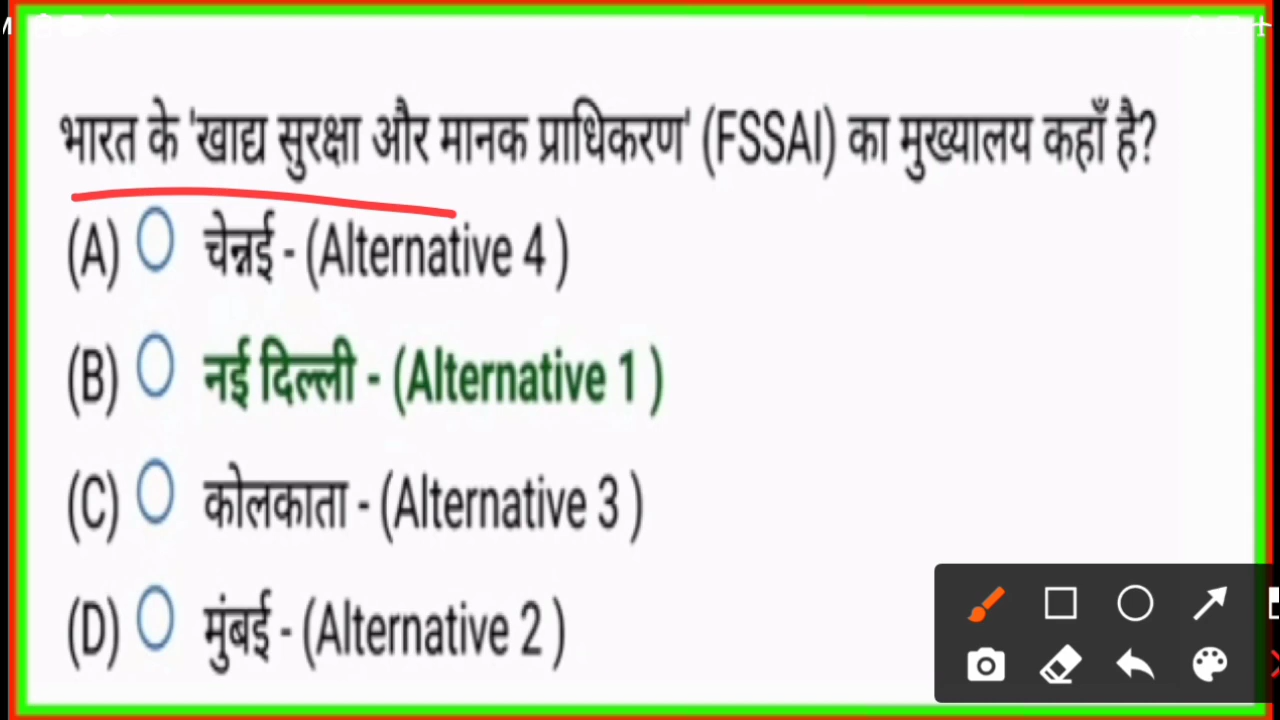 भारत के 'खाद्य सुरक्षा और मानक प्राधिकरण' (FSSAI) का मुख्यालय कहाँ है?
(A) चेन्नई - (Alternative 4 )
(B) नई दिल्ली - (Alternative 1 )
(C) कोलकाता - (Alternative 3 )
(D) मुंबई - (Alternative 2 )